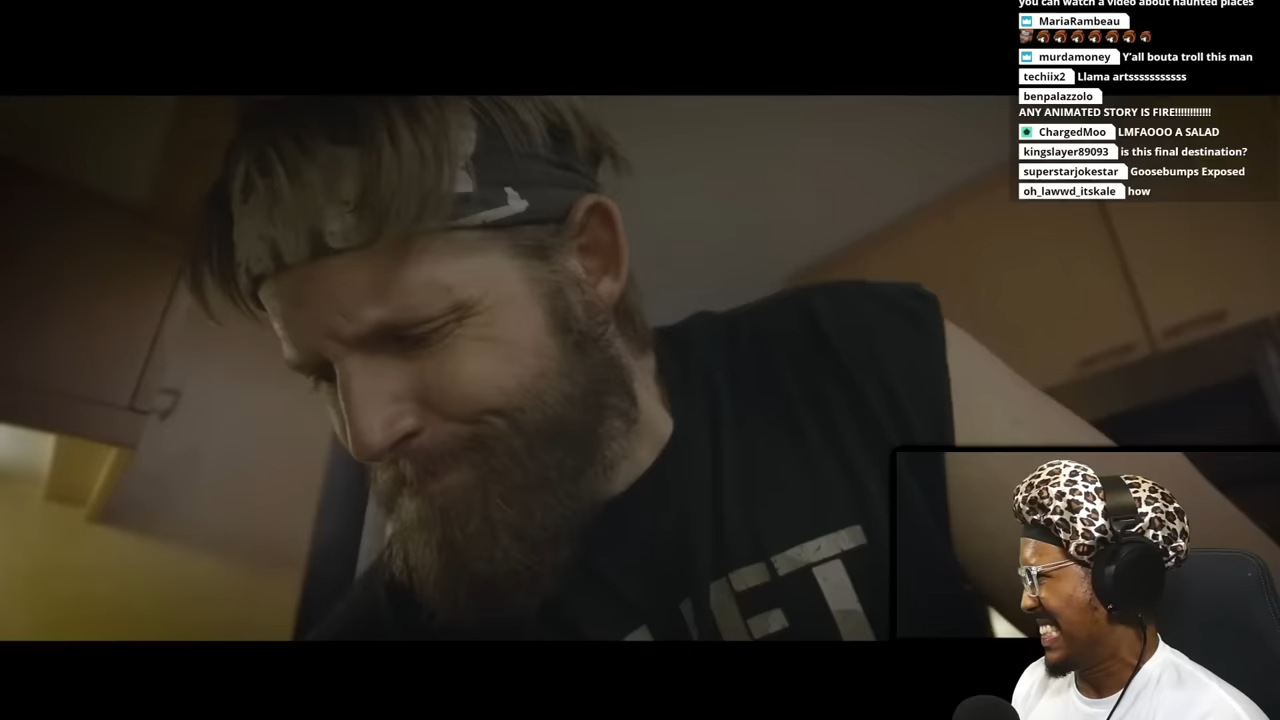 you can watch a video about haunted places
MariaRambeau
murdamoney Y'all bouta troll this man
techiix2 Llama artsssssssssss
benpalazzolo
ANY ANIMATED STORY IS FIRE!!!!!!!!!!!!
ChargedMoo LMFAOOO A SALAD
kingslayer89093 is this final destination?
superstarjokestar Goosebumps Exposed
oh_lawwd_itskale how